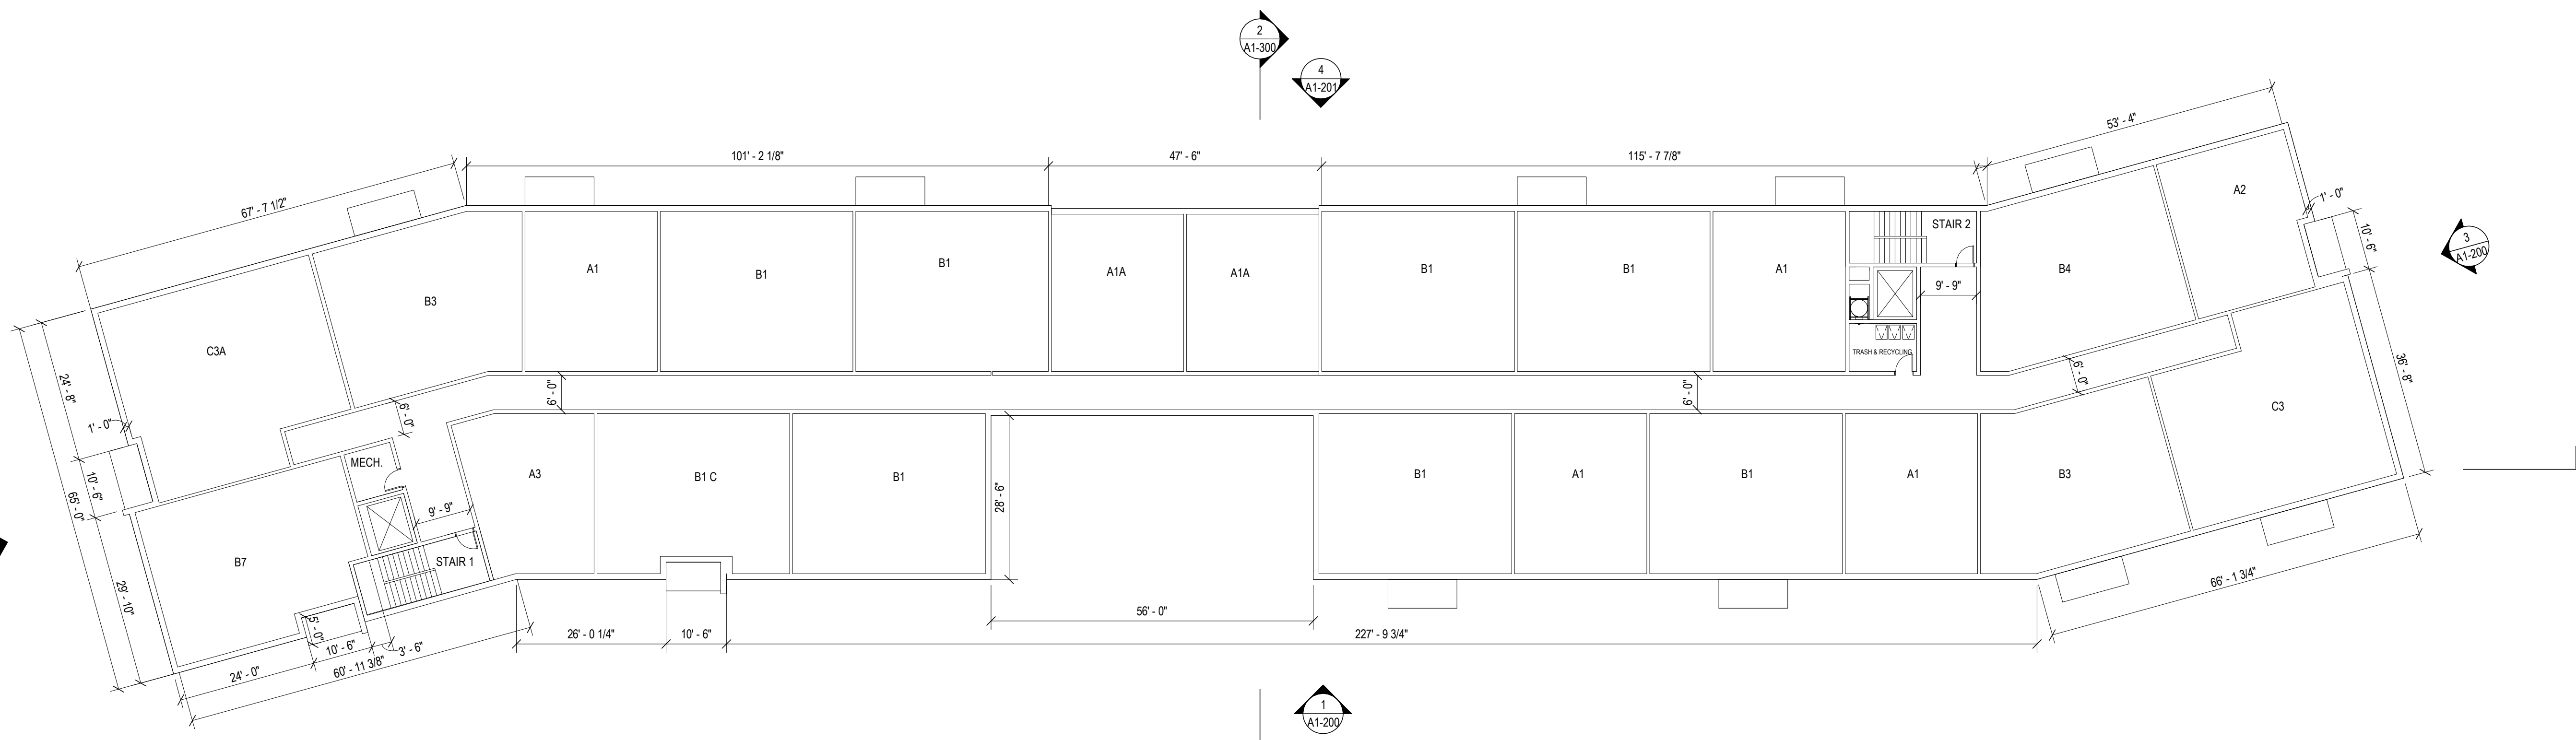 2
A1-300
4
A1-201
53' - 4"
101' - 2 1/8"
47' - 6"
115' - 7 7/8"
67' - 7 1/2"
A2
1' - 0"
STAIR 2
10' - 6"
3
A1-200
A1
B1
B1
A1A
A1A
B1
B1
A1
B4
9' - 9"
B3
C3A
TRASH & RECYCLING
24' - 8"
6' - 0"
6' - 0"
6' - 0"
36' - 8"
1' - 0"
6' - 0"
C3
MECH.
A3
B1 C
B1
B1
A1
B1
A1
B3
10' - 6"
65' - 0"
28' - 6"
9' - 9"
B7
STAIR 1
29' - 10"
66' - 1 3/4"
56' - 0"
5' - 0"
26' - 0 1/4"
10' - 6"
227' - 9 3/4"
10' - 6"
3' - 6"
24' - 0"
60' - 11 3/8"
1
A1-200